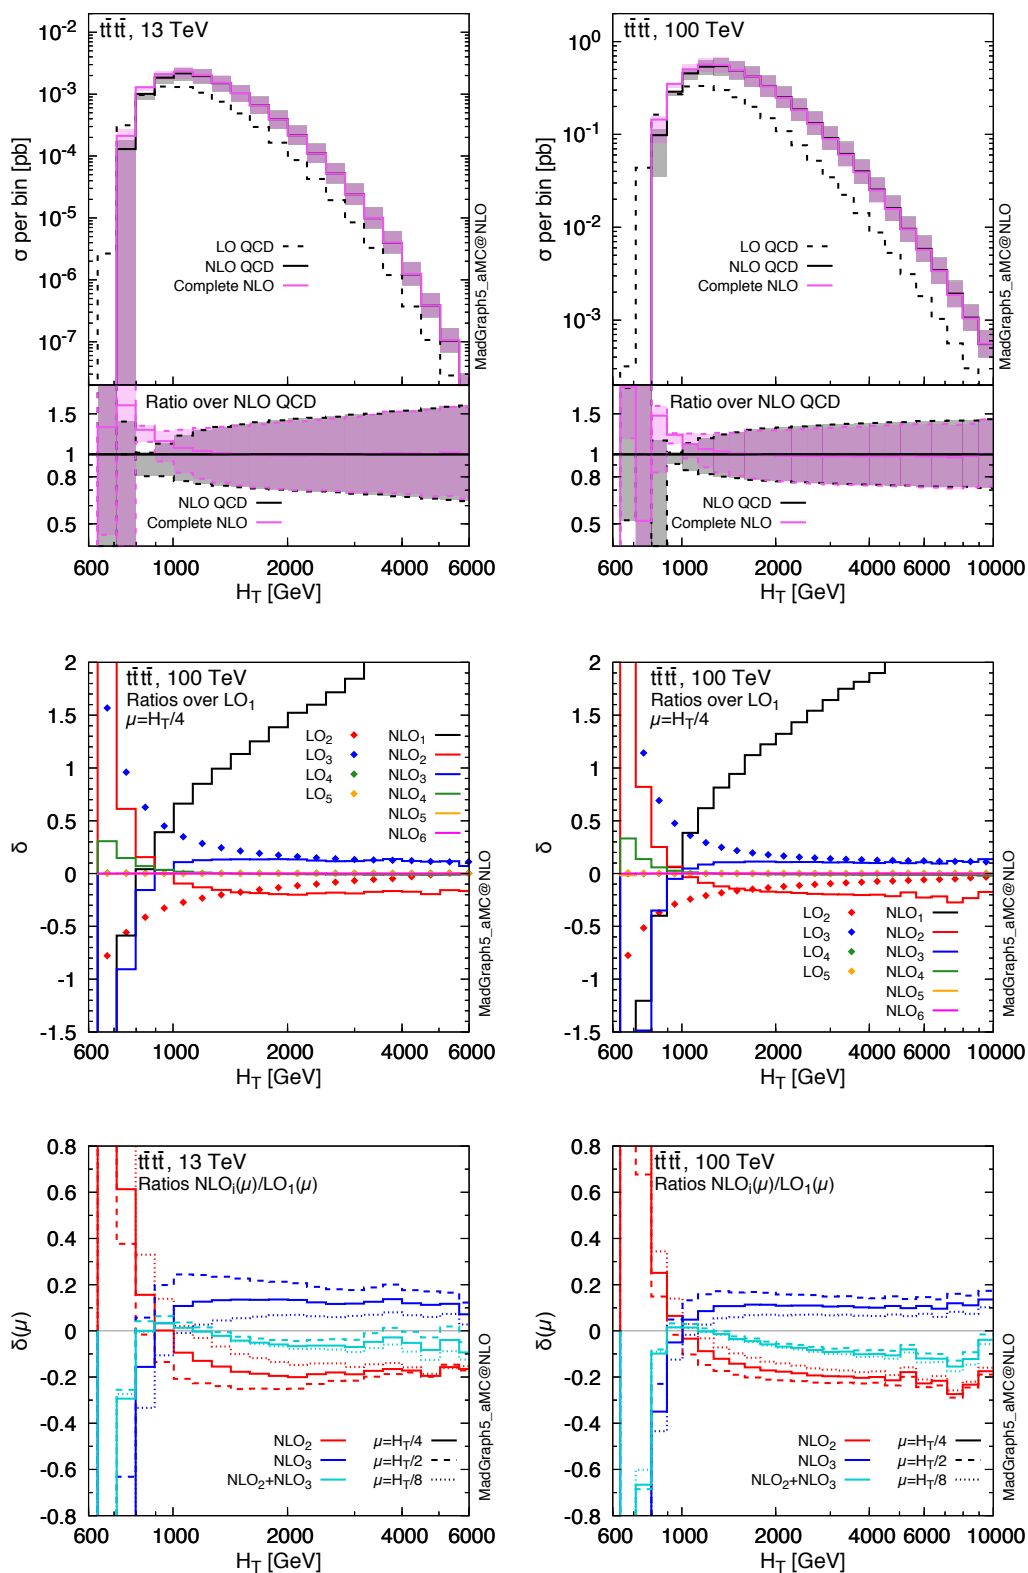 tt̄tt̄, 13 TeV
10⁻²
10⁻³
10⁻⁴
10⁻⁵
10⁻⁶
10⁻⁷
σ per bin [pb]
LO QCD
NLO QCD
Complete NLO
MadGraph5_aMC@NLO
Ratio over NLO QCD
1.5
1
0.8
0.5
NLO QCD
Complete NLO
600 1000 2000 4000 6000
H_T [GeV]
tt̄tt̄, 100 TeV
10⁰
10⁻¹
10⁻²
10⁻³
σ per bin [pb]
LO QCD
NLO QCD
Complete NLO
MadGraph5_aMC@NLO
Ratio over NLO QCD
1.5
1
0.8
0.5
NLO QCD
Complete NLO
600 1000 2000 4000 6000 10000
H_T [GeV]
tt̄tt̄, 100 TeV
Ratios over LO₁
μ=H_T/4
2
1.5
1
0.5
0
-0.5
-1
-1.5
δ
LO₂ NLO₁
LO₃ NLO₂
LO₄ NLO₃
LO₅ NLO₄
NLO₅
NLO₆
MadGraph5_aMC@NLO
600 1000 2000 4000 6000
H_T [GeV]
tt̄tt̄, 100 TeV
Ratios over LO₁
μ=H_T/4
2
1.5
1
0.5
0
-0.5
-1
-1.5
δ
LO₂ NLO₁
LO₃ NLO₂
LO₄ NLO₃
LO₅ NLO₄
NLO₅
NLO₆
MadGraph5_aMC@NLO
600 1000 2000 4000 6000 10000
H_T [GeV]
tt̄tt̄, 13 TeV
Ratios NLOᵢ(μ)/LO₁(μ)
0.8
0.6
0.4
0.2
0
-0.2
-0.4
-0.6
-0.8
δ(μ)
NLO₂ μ=H_T/4
NLO₃ μ=H_T/2
NLO₂+NLO₃ μ=H_T/8
MadGraph5_aMC@NLO
600 1000 2000 4000 6000
H_T [GeV]
tt̄tt̄, 100 TeV
Ratios NLOᵢ(μ)/LO₁(μ)
0.8
0.6
0.4
0.2
0
-0.2
-0.4
-0.6
-0.8
δ(μ)
NLO₂ μ=H_T/4
NLO₃ μ=H_T/2
NLO₂+NLO₃ μ=H_T/8
MadGraph5_aMC@NLO
600 1000 2000 4000 6000 10000
H_T [GeV]